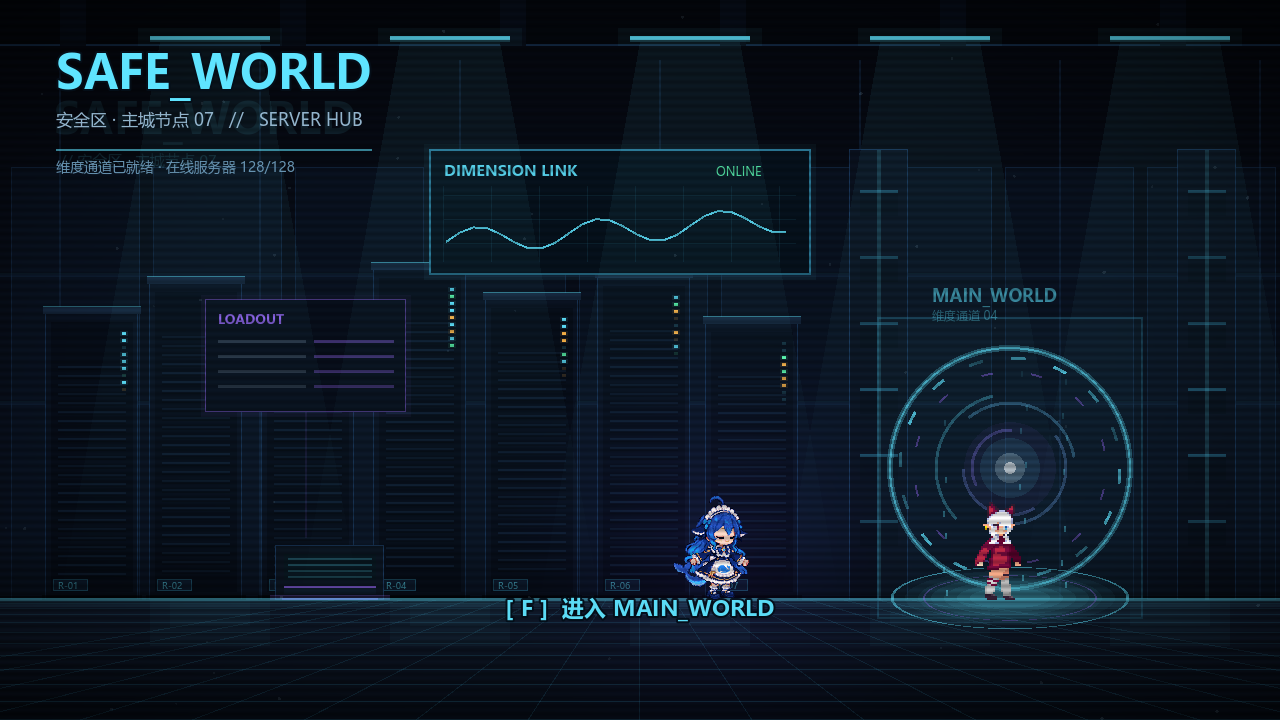 SAFE_WORLD
安全区 · 主城节点 07 // SERVER HUB
维度通道已就绪 · 在线服务器 128/128
DIMENSION LINK
ONLINE
LOADOUT
MAIN_WORLD
维度通道 04
R-01
R-02
R-04
R-05
R-06
[ F ] 进入 MAIN_WORLD